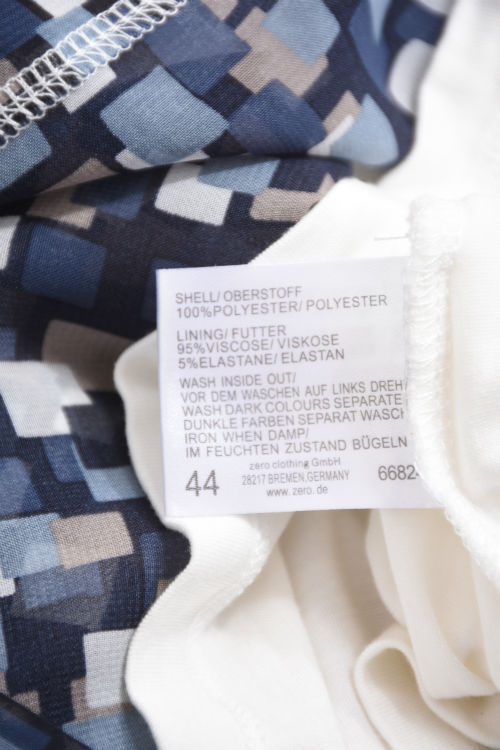 SHELL/ OBERSTOFF
100%POLYESTER/ POLYESTER
LINING/ FUTTER
95%VISCOSE/ VISKOSE
5%ELASTANE/ ELASTAN
WASH INSIDE OUT/
VOR DEM WASCHEN AUF LINKS DREH
WASH DARK COLOURS SEPARATE
DUNKLE FARBEN SEPARAT WASCH
IRON WHEN DAMP/
IM FEUCHTEN ZUSTAND BÜGELN
zero clothing GmbH
44 28217 BREMEN,GERMANY 6682
www.zero.de